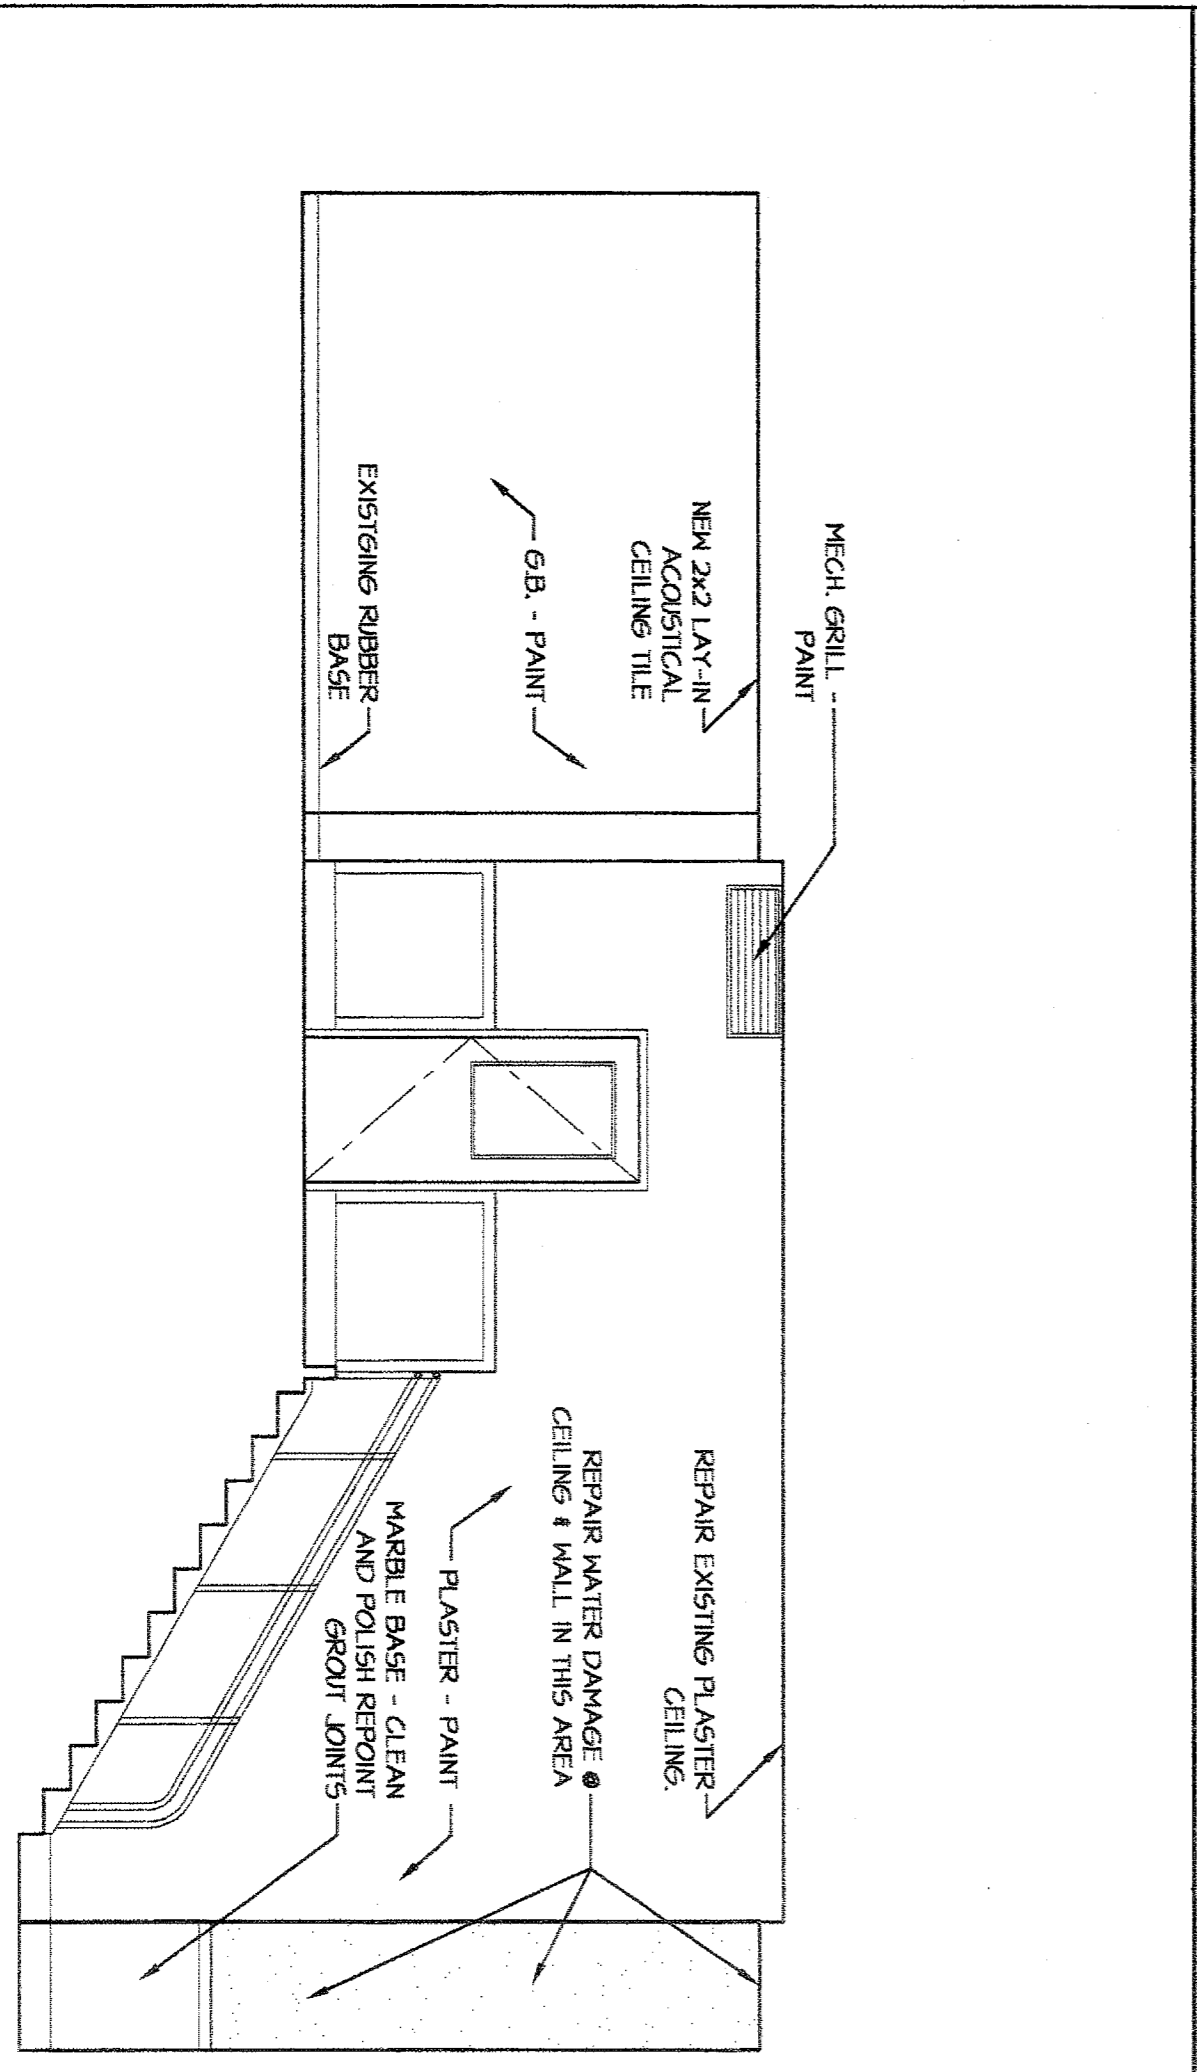 MECH. GRILL -
PAINT
NEW 2x2 LAY-IN
ACOUSTICAL
CEILING TILE
G.B. - PAINT
EXISTGING RUBBER
BASE
REPAIR EXISTING PLASTER
CEILING.
REPAIR WATER DAMAGE @
CEILING & WALL IN THIS AREA
PLASTER - PAINT
MARBLE BASE - CLEAN
AND POLISH REPOINT
GROUT JOINTS